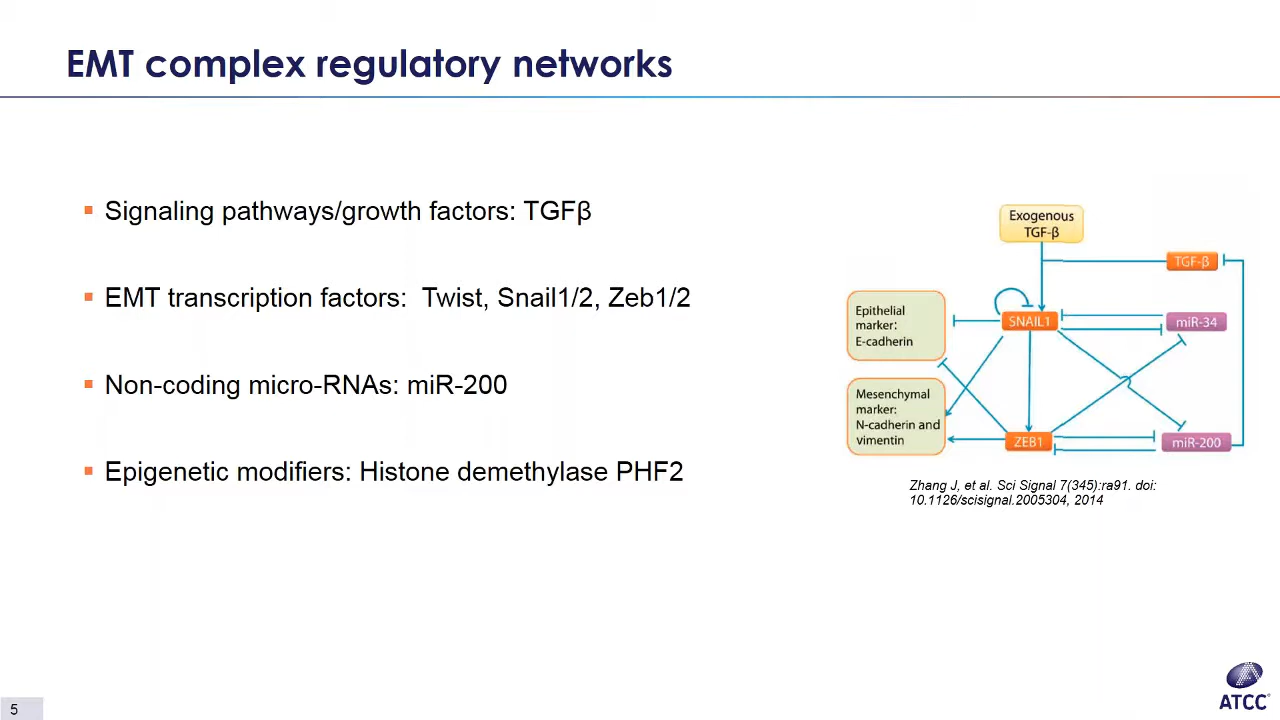 EMT complex regulatory networks
Signaling pathways/growth factors: TGFβ
EMT transcription factors:  Twist, Snail1/2, Zeb1/2
Non-coding micro-RNAs: miR-200
Epigenetic modifiers: Histone demethylase PHF2
Exogenous
TGF-β
TGF-β
Epithelial
marker:
E-cadherin
SNAIL1
miR-34
Mesenchymal
marker:
N-cadherin and
vimentin
ZEB1
miR-200
Zhang J, et al. Sci Signal 7(345):ra91. doi:
10.1126/scisignal.2005304, 2014
5
ATCC®